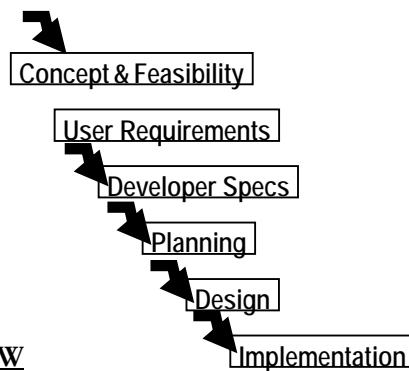 Concept & Feasibility
User Requirements
Developer Specs
Planning
Design
W
Implementation